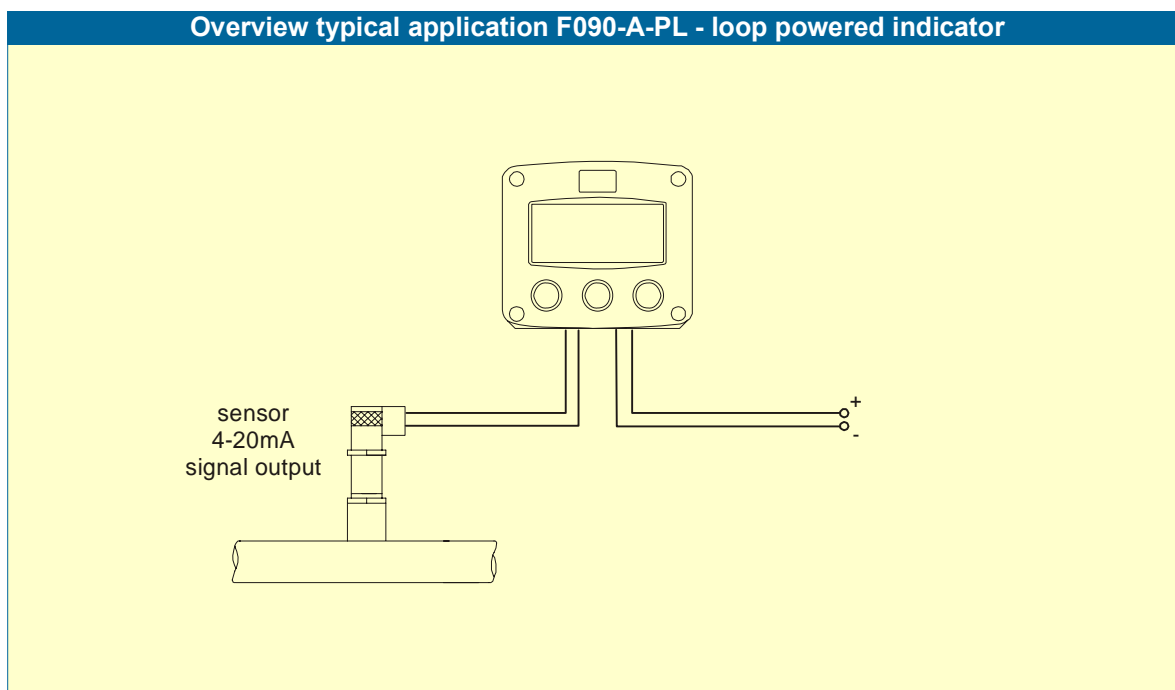 Overview typical application F090-A-PL - loop powered indicator
sensor
4-20mA
signal output
+
-